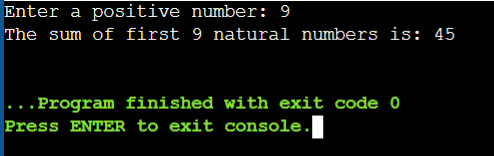 Enter a positive number: 9
The sum of first 9 natural numbers is: 45
...Program finished with exit code 0
Press ENTER to exit console.